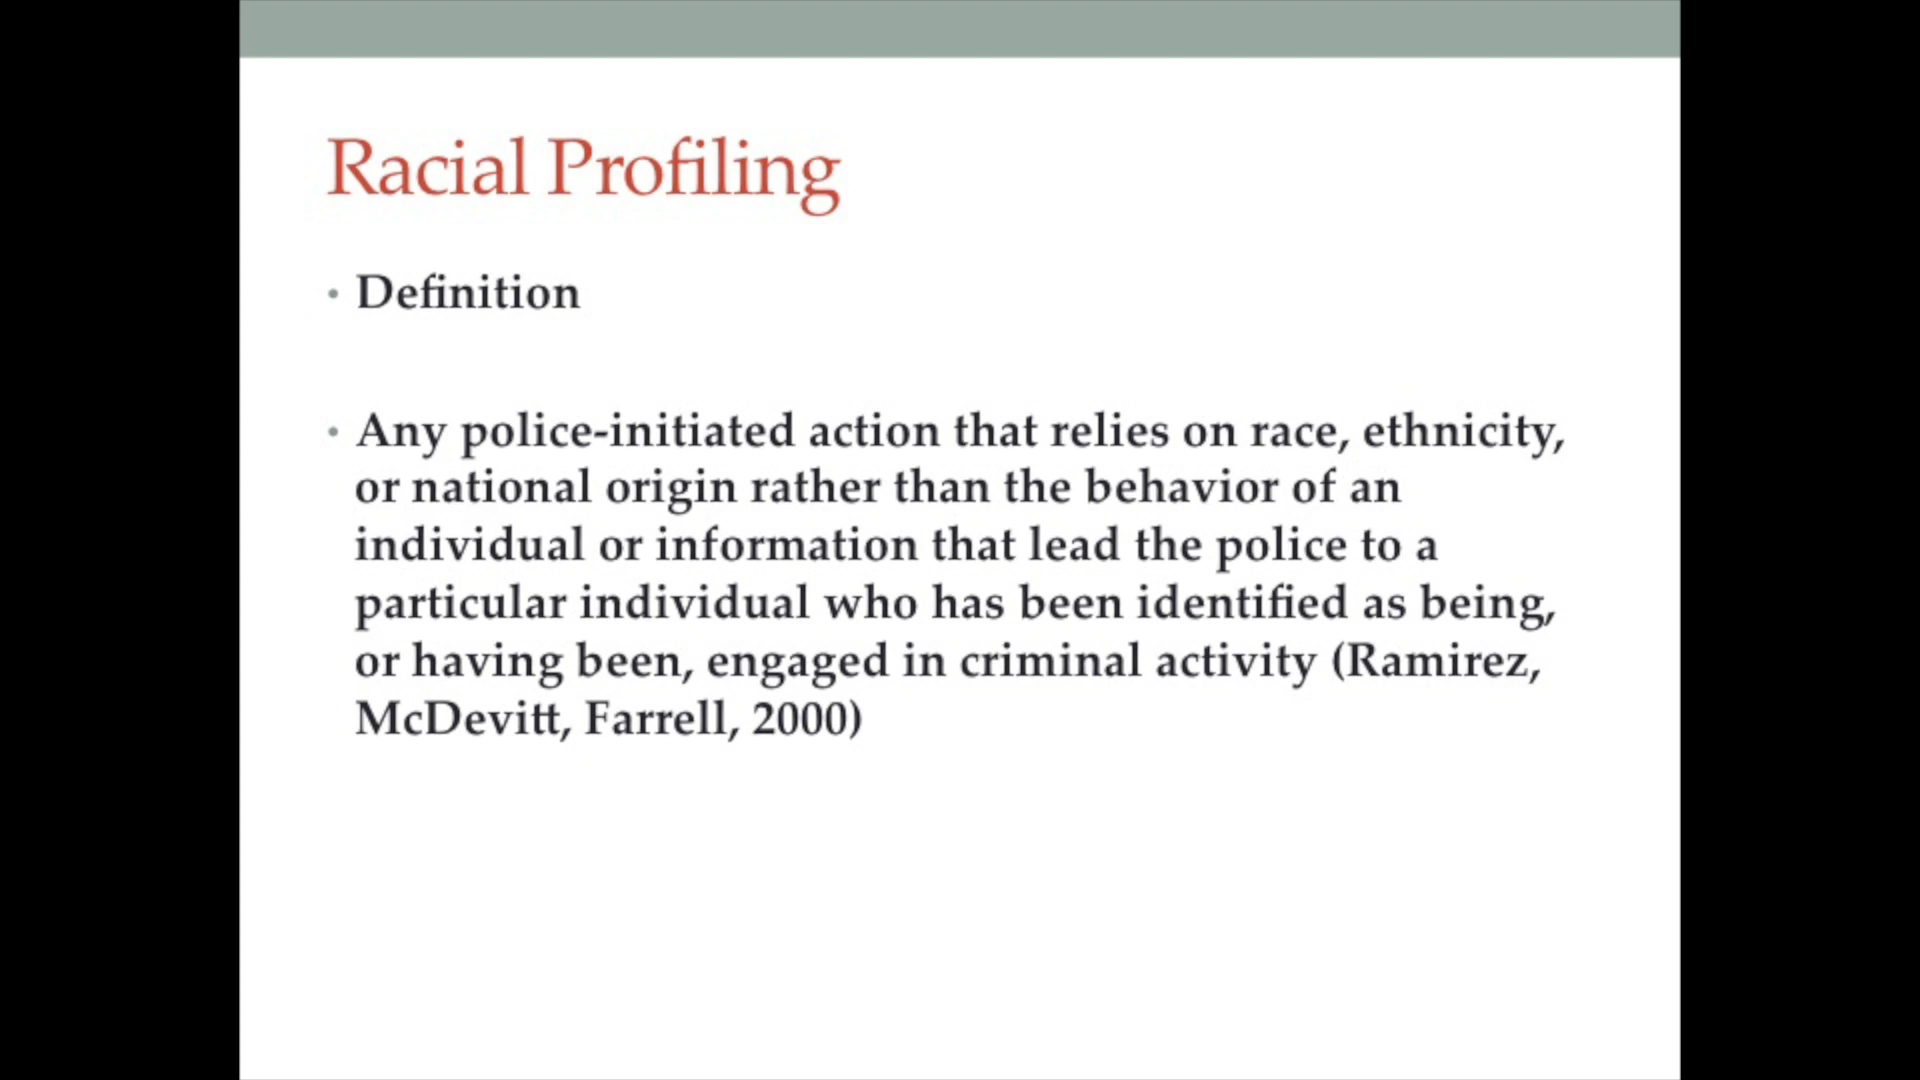 Racial Profiling
• Definition
• Any police-initiated action that relies on race, ethnicity,
or national origin rather than the behavior of an
individual or information that lead the police to a
particular individual who has been identified as being,
or having been, engaged in criminal activity (Ramirez,
McDevitt, Farrell, 2000)